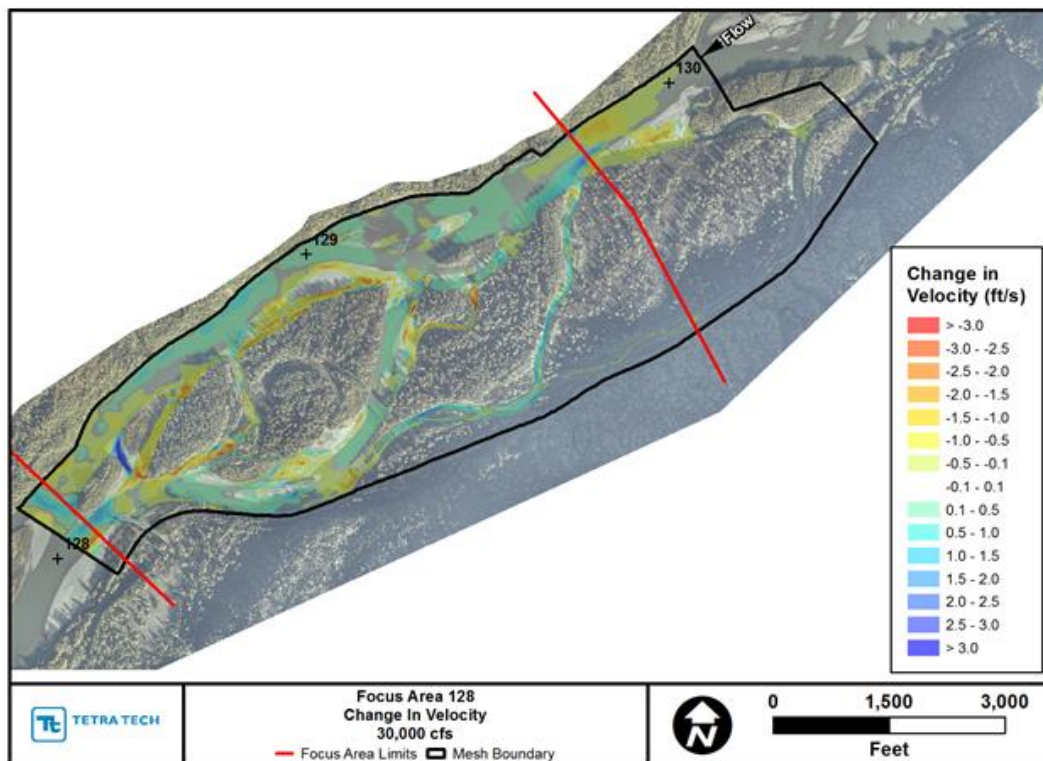 Flow
130
129
128
Change in
Velocity (ft/s)
> -3.0
-3.0 - -2.5
-2.5 - -2.0
-2.0 - -1.5
-1.5 - -1.0
-1.0 - -0.5
-0.5 - -0.1
-0.1 - 0.1
0.1 - 0.5
0.5 - 1.0
1.0 - 1.5
1.5 - 2.0
2.0 - 2.5
2.5 - 3.0
> 3.0
Tt TETRA TECH
Focus Area 128
Change In Velocity
30,000 cfs
Focus Area Limits Mesh Boundary
N
0 1,500 3,000
Feet